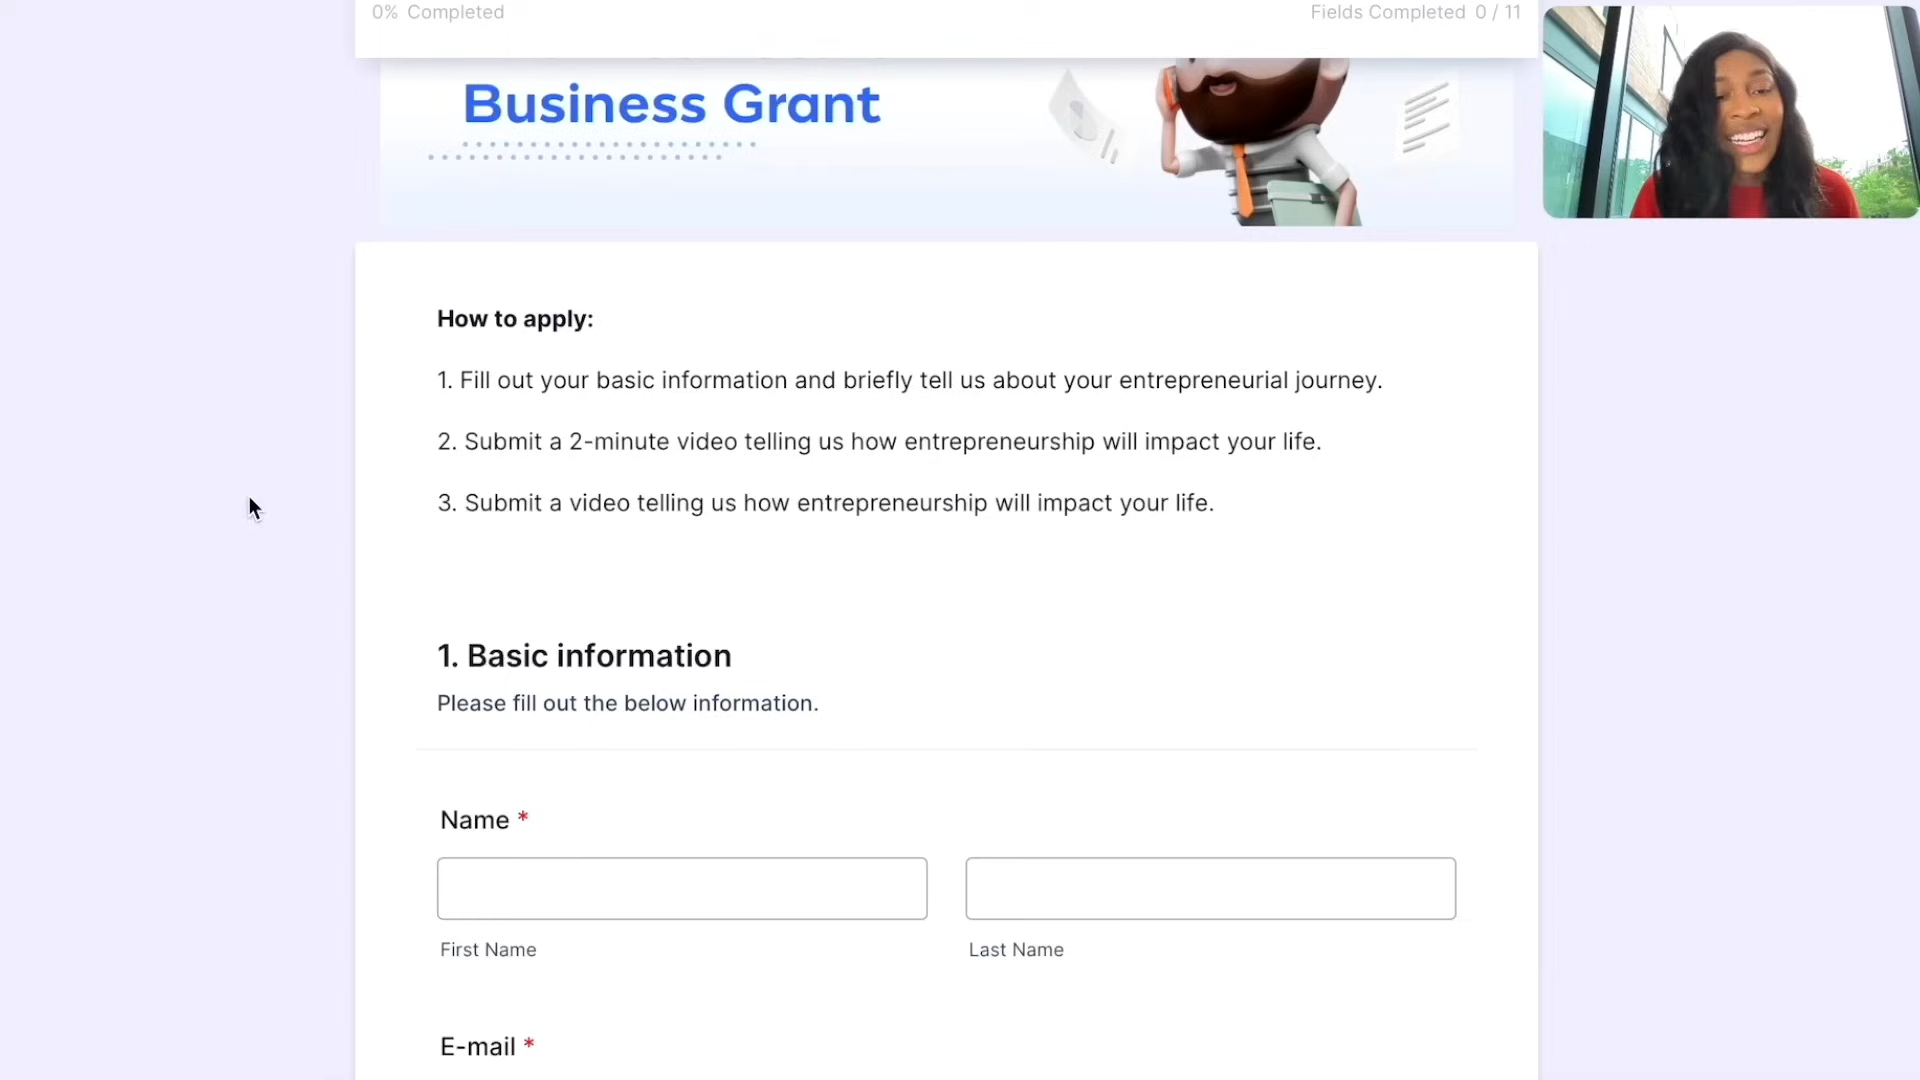 0% Completed
Fields Completed 0 / 11
Business Grant
How to apply:
1. Fill out your basic information and briefly tell us about your entrepreneurial journey.
2. Submit a 2-minute video telling us how entrepreneurship will impact your life.
3. Submit a video telling us how entrepreneurship will impact your life.
1. Basic information
Please fill out the below information.
Name *
First Name
Last Name
E-mail *